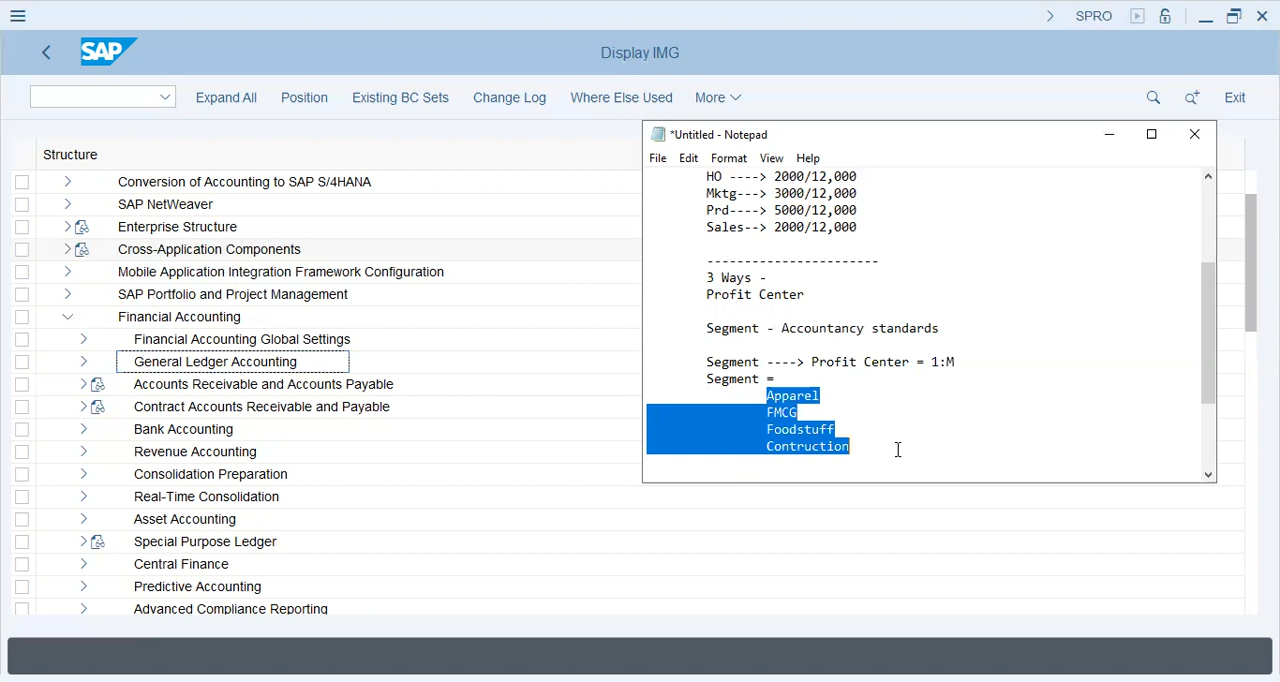 SPRO
SAP
Display IMG
Expand All Position Existing BC Sets Change Log Where Else Used More Exit
Structure
Conversion of Accounting to SAP S/4HANA
SAP NetWeaver
Enterprise Structure
Cross-Application Components
Mobile Application Integration Framework Configuration
SAP Portfolio and Project Management
Financial Accounting
Financial Accounting Global Settings
General Ledger Accounting
Accounts Receivable and Accounts Payable
Contract Accounts Receivable and Payable
Bank Accounting
Revenue Accounting
Consolidation Preparation
Real-Time Consolidation
Asset Accounting
Special Purpose Ledger
Central Finance
Predictive Accounting
Advanced Compliance Reporting
*Untitled - Notepad
File Edit Format View Help
HO ----> 2000/12,000
Mktg---> 3000/12,000
Prd----> 5000/12,000
Sales--> 2000/12,000
-----------------------
3 Ways -
Profit Center
Segment - Accountancy standards
Segment ----> Profit Center = 1:M
Segment =
Apparel
FMCG
Foodstuff
Contruction